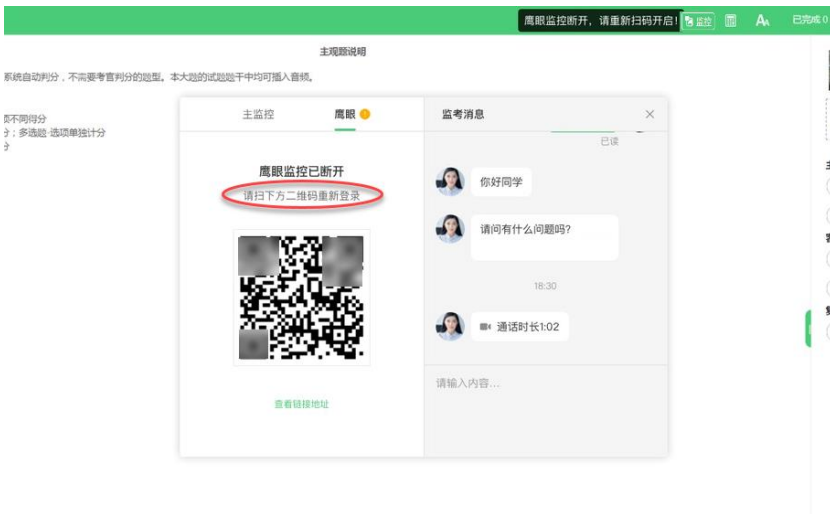 鹰眼监控断开，请重新扫码开启!
监控
AA
已完成 0
主观题说明
系统自动判分，不需要考官判分的题型。本大题的试题题干中均可插入音频。
项不同得分
分；多选题·选项单独计分
分
主监控
鹰眼
监考消息
已读
鹰眼监控已断开
请扫下方二维码重新登录
你好同学
请问有什么问题吗?
18:30
通话时长1:02
请输入内容...
查看链接地址